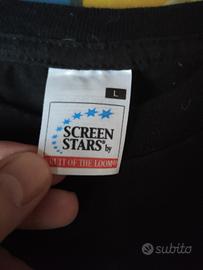 L
SCREEN
STARS® by
FRUIT OF THE LOOM®
subito